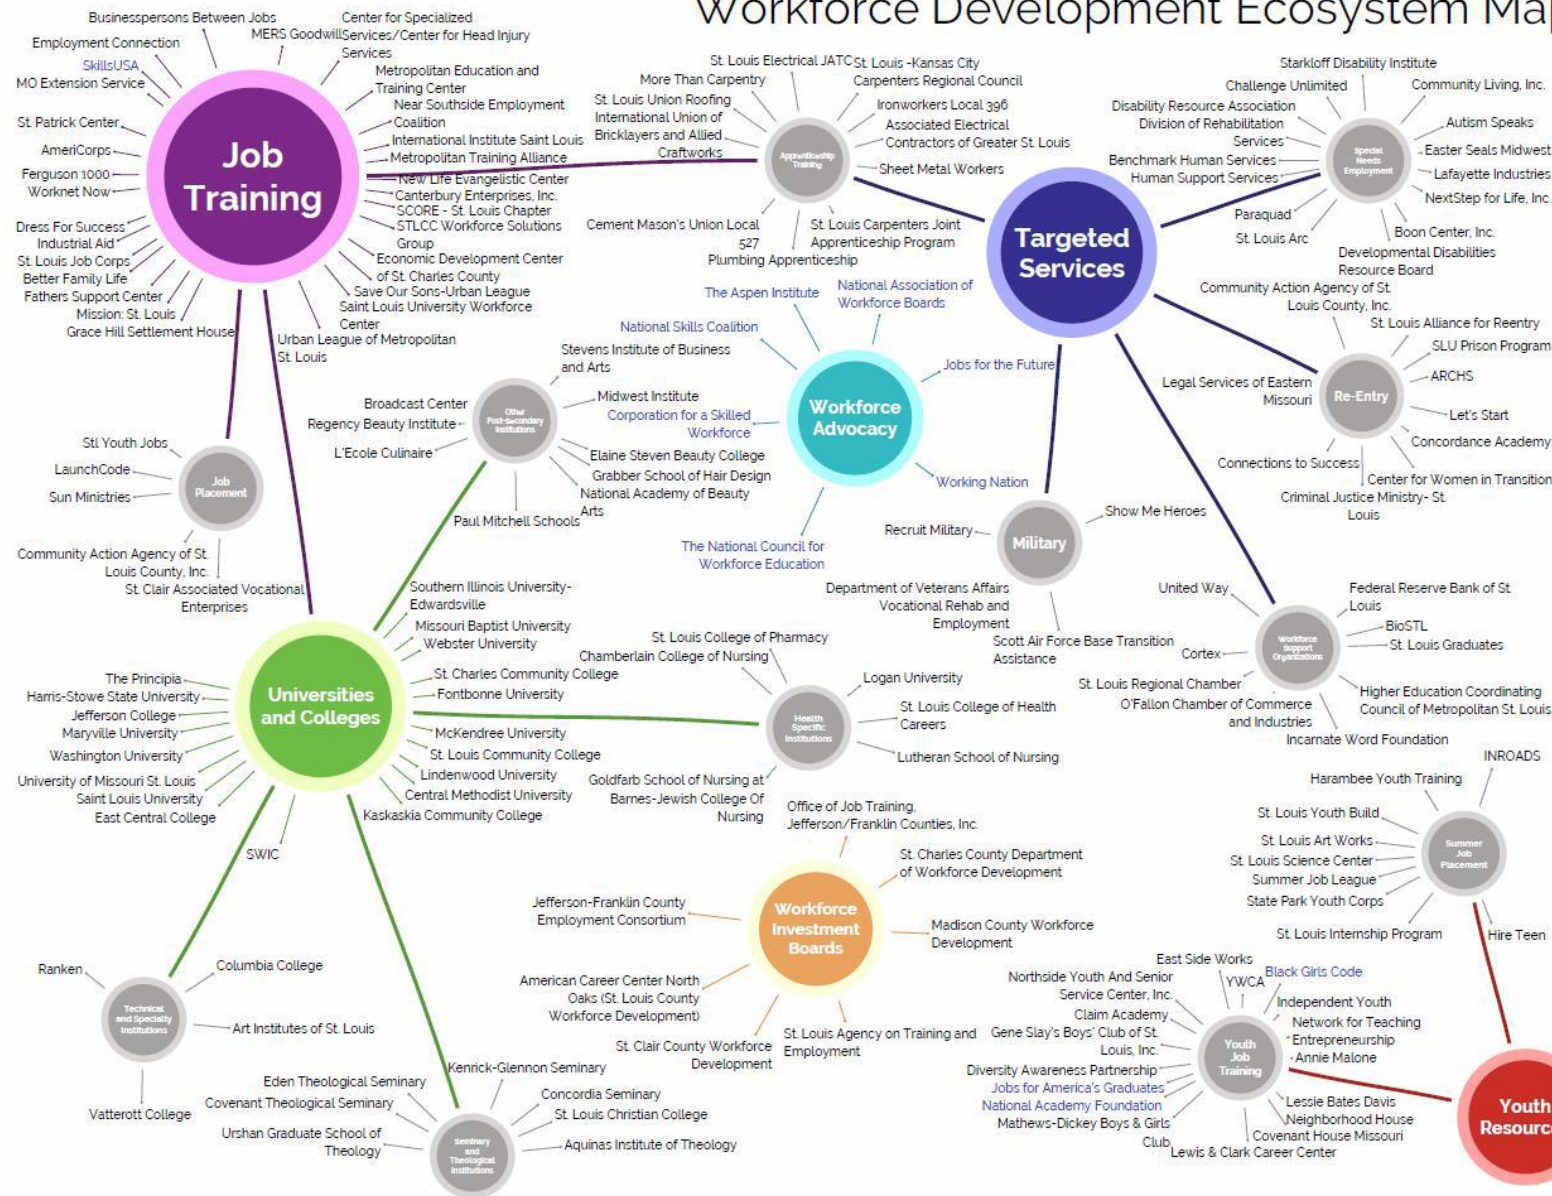 Workforce Development Ecosystem Map
Businesspersons Between Jobs
Employment Connection
SkillsUSA
MO Extension Service
MERS Goodwill
Center for Specialized
Services/Center for Head Injury
Services
Metropolitan Education and
Training Center
Near Southside Employment
Coalition
International Institute Saint Louis
Metropolitan Training Alliance
New Life Evangelistic Center
Canterbury Enterprises, Inc.
SCORE - St. Louis Chapter
STLCC Workforce Solutions
Group
Economic Development Center
of St. Charles County
Save Our Sons-Urban League
Saint Louis University Workforce
Center
Urban League of Metropolitan
St. Louis
St. Patrick Center
AmeriCorps
Ferguson 1000
Worknet Now
Dress For Success
Industrial Aid
St. Louis Job Corps
Better Family Life
Fathers Support Center
Mission: St. Louis
Grace Hill Settlement House
Job
Training
St. Louis Electrical JATC
More Than Carpentry
St. Louis Union Roofing
International Union of
Bricklayers and Allied
Craftworks
St. Louis -Kansas City
Carpenters Regional Council
Ironworkers Local 396
Associated Electrical
Contractors of Greater St. Louis
Sheet Metal Workers
Cement Mason's Union Local
527
Plumbing Apprenticeship
St. Louis Carpenters Joint
Apprenticeship Program
Apprenticeship
Training
Targeted
Services
Starkloff Disability Institute
Challenge Unlimited
Disability Resource Association
Division of Rehabilitation
Services
Benchmark Human Services
Human Support Services
Paraquad
St. Louis Arc
Community Living, Inc.
Autism Speaks
Easter Seals Midwest
Lafayette Industries
NextStep for Life, Inc.
Boon Center, Inc.
Developmental Disabilities
Resource Board
Special
Needs
Employment
Community Action Agency of St.
Louis County, Inc.
St. Louis Alliance for Reentry
SLU Prison Program
ARCHS
Let's Start
Concordance Academy
Center for Women in Transition
Criminal Justice Ministry- St.
Louis
Connections to Success
Legal Services of Eastern
Missouri
Re-Entry
The Aspen Institute
National Association of
Workforce Boards
National Skills Coalition
Jobs for the Future
Corporation for a Skilled
Workforce
Working Nation
The National Council for
Workforce Education
Workforce
Advocacy
Stevens Institute of Business
and Arts
Midwest Institute
Broadcast Center
Regency Beauty Institute
L'Ecole Culinaire
Elaine Steven Beauty College
Grabber School of Hair Design
National Academy of Beauty
Arts
Paul Mitchell Schools
Other
Post-Secondary
Institutions
Stl Youth Jobs
LaunchCode
Sun Ministries
Community Action Agency of St.
Louis County, Inc.
St. Clair Associated Vocational
Enterprises
Job
Placement
Recruit Military
Show Me Heroes
Department of Veterans Affairs
Vocational Rehab and
Employment
Scott Air Force Base Transition
Assistance
Military
United Way
Cortex
St. Louis Regional Chamber
O'Fallon Chamber of Commerce
and Industries
Incarnate Word Foundation
Federal Reserve Bank of St.
Louis
BioSTL
St. Louis Graduates
Higher Education Coordinating
Council of Metropolitan St. Louis
Workforce
Support
Organizations
Southern Illinois University-
Edwardsville
Missouri Baptist University
Webster University
St. Charles Community College
Fontbonne University
McKendree University
St. Louis Community College
Lindenwood University
Central Methodist University
Kaskaskia Community College
The Principia
Harris-Stowe State University
Jefferson College
Maryville University
Washington University
University of Missouri St. Louis
Saint Louis University
East Central College
SWIC
Universities
and Colleges
St. Louis College of Pharmacy
Chamberlain College of Nursing
Logan University
St. Louis College of Health
Careers
Lutheran School of Nursing
Goldfarb School of Nursing at
Barnes-Jewish College Of
Nursing
Health
Specific
Institutions
Office of Job Training,
Jefferson/Franklin Counties, Inc.
St. Charles County Department
of Workforce Development
Jefferson-Franklin County
Employment Consortium
Madison County Workforce
Development
American Career Center North
Oaks (St. Louis County
Workforce Development)
St. Clair County Workforce
Development
St. Louis Agency on Training and
Employment
Workforce
Investment
Boards
INROADS
Harambee Youth Training
St. Louis Youth Build
St. Louis Art Works
St. Louis Science Center
Summer Job League
State Park Youth Corps
St. Louis Internship Program
Hire Teen
Summer
Job
Placement
Ranken
Columbia College
Art Institutes of St. Louis
Vatterott College
Technical
and Specialty
Institutions
Kenrick-Glennon Seminary
Eden Theological Seminary
Covenant Theological Seminary
Urshan Graduate School of
Theology
Concordia Seminary
St. Louis Christian College
Aquinas Institute of Theology
Seminary
and
Theological
Institutions
East Side Works
YWCA
Black Girls Code
Northside Youth And Senior
Service Center, Inc.
Claim Academy
Gene Slay's Boys' Club of St.
Louis, Inc.
Diversity Awareness Partnership
Jobs for America's Graduates
National Academy Foundation
Mathews-Dickey Boys & Girls
Club
Lewis & Clark Career Center
Independent Youth
Network for Teaching
Entrepreneurship
Annie Malone
Lessie Bates Davis
Neighborhood House
Covenant House Missouri
Youth
Job
Training
Youth
Resourc